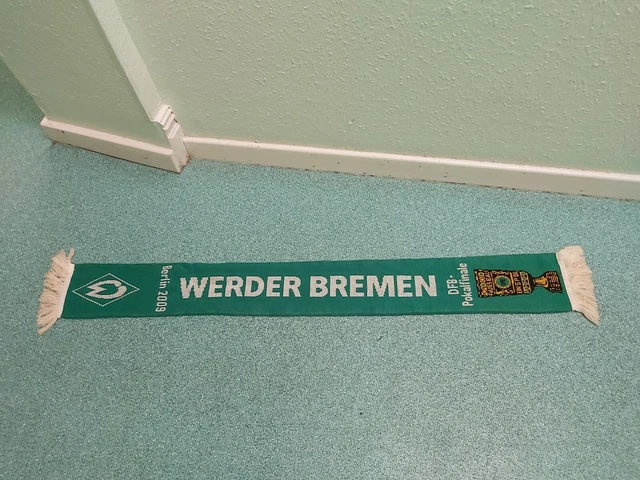 Berlin 2009
WERDER BREMEN
DFB-
Pokalfinale